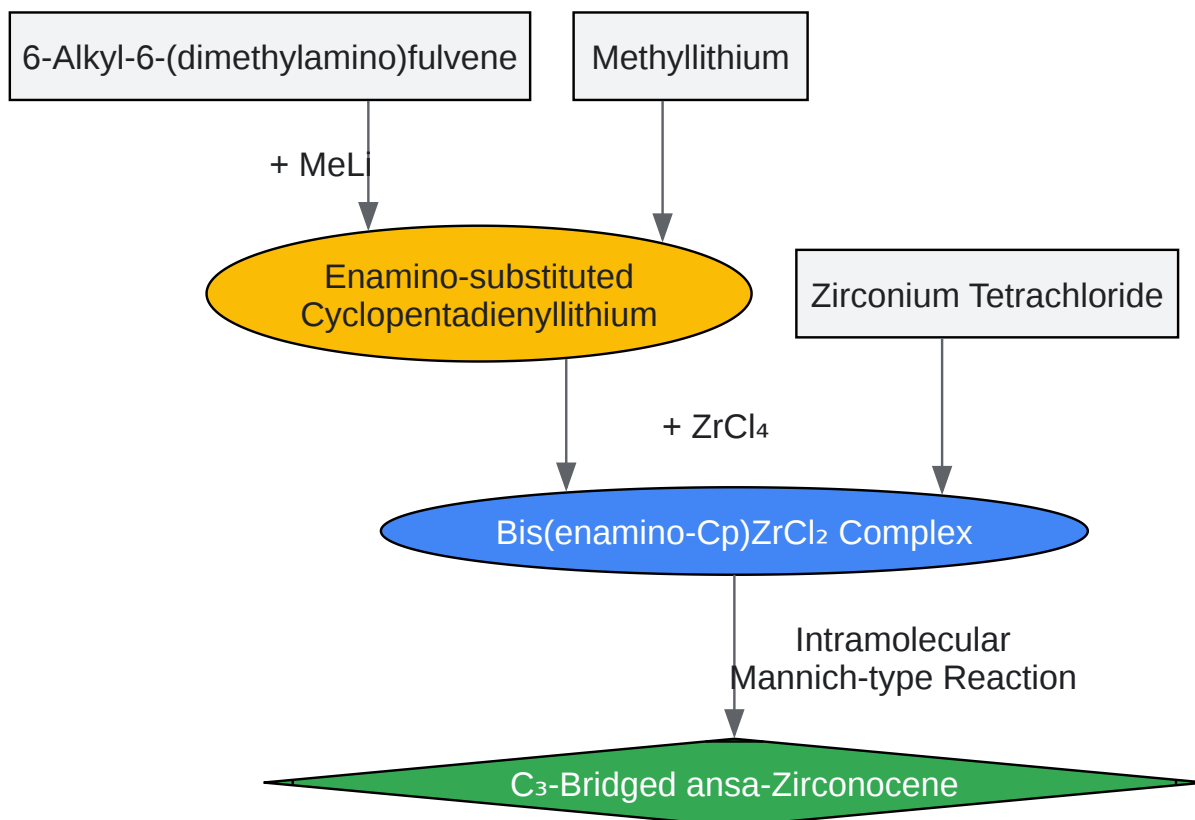 6-Alkyl-6-(dimethylamino)fulvene
Methyllithium
+ MeLi
Enamino-substituted
Cyclopentadienyllithium
Zirconium Tetrachloride
+ ZrCl₄
Bis(enamino-Cp)ZrCl₂ Complex
Intramolecular
Mannich-type Reaction
C₃-Bridged ansa-Zirconocene